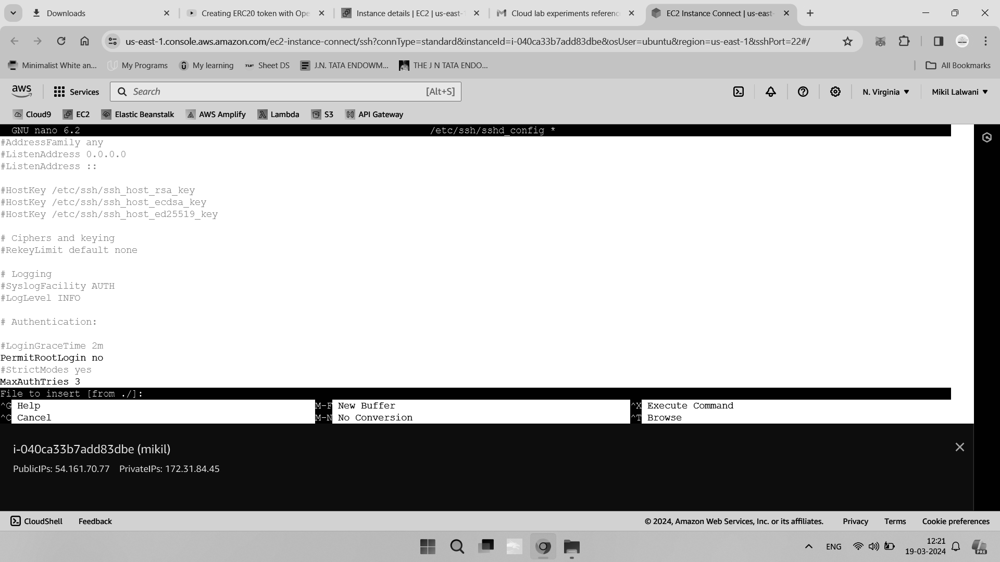 Downloads
Creating ERC20 token with Ope
Instance details | EC2 | us-east-1
Cloud lab experiments reference
EC2 Instance Connect | us-east-
us-east-1.console.aws.amazon.com/ec2-instance-connect/ssh?connType=standard&instanceId=i-040ca33b7add83dbe&osUser=ubuntu&region=us-east-1&sshPort=22#/
Minimalist White an...
My Programs
My learning
TUF Sheet DS
J.N. TATA ENDOWM...
THE J N TATA ENDO...
All Bookmarks
aws
Services
Search
[Alt+S]
N. Virginia
Mikil Lalwani
Cloud9
EC2
Elastic Beanstalk
AWS Amplify
Lambda
S3
API Gateway
GNU nano 6.2 /etc/ssh/sshd_config *
#AddressFamily any
#ListenAddress 0.0.0.0
#ListenAddress ::
#HostKey /etc/ssh/ssh_host_rsa_key
#HostKey /etc/ssh/ssh_host_ecdsa_key
#HostKey /etc/ssh/ssh_host_ed25519_key
# Ciphers and keying
#RekeyLimit default none
# Logging
#SyslogFacility AUTH
#LogLevel INFO
# Authentication:
#LoginGraceTime 2m
PermitRootLogin no
#StrictModes yes
MaxAuthTries 3
File to insert [from ./]:
^G Help M-F New Buffer ^X Execute Command
^C Cancel M-N No Conversion ^T Browse
i-040ca33b7add83dbe (mikil)
PublicIPs: 54.161.70.77 PrivateIPs: 172.31.84.45
CloudShell Feedback © 2024, Amazon Web Services, Inc. or its affiliates. Privacy Terms Cookie preferences
ENG
12:21
19-03-2024
PRE